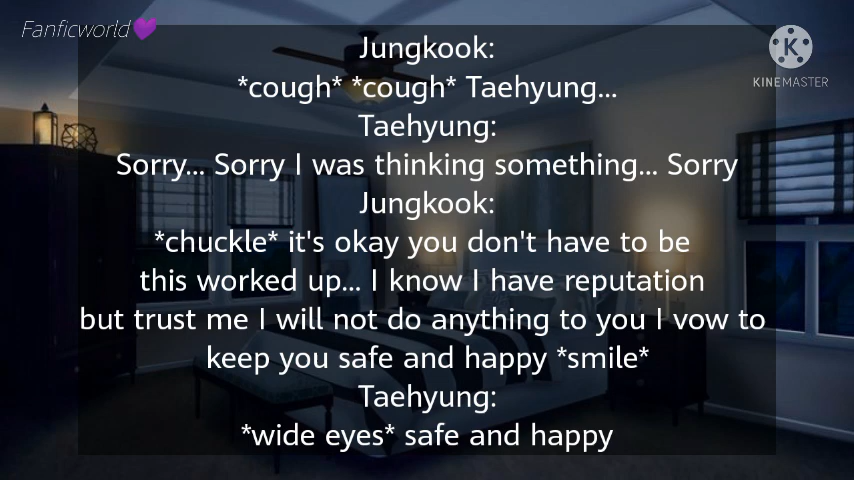 Fanficworld💜
K
KINEMASTER
Jungkook:
*cough* *cough* Taehyung...
Taehyung:
Sorry... Sorry I was thinking something... Sorry
Jungkook:
*chuckle* it's okay you don't have to be
this worked up... I know I have reputation
but trust me I will not do anything to you I vow to
keep you safe and happy *smile*
Taehyung:
*wide eyes* safe and happy